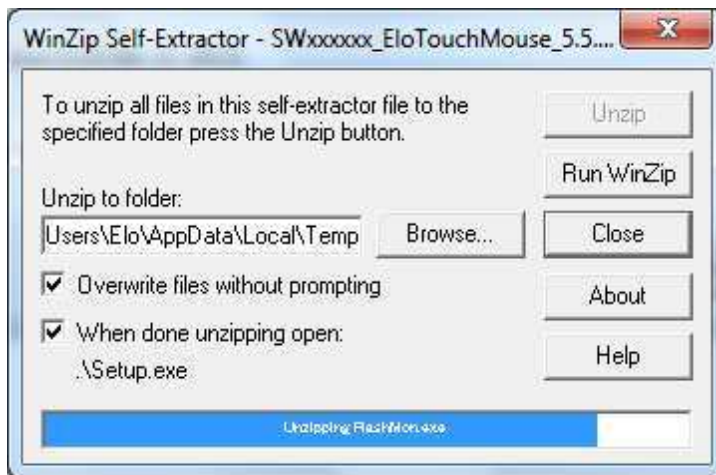 WinZip Self-Extractor - SWxxxxxx_EloTouchMouse_5.5....
To unzip all files in this self-extractor file to the
specified folder press the Unzip button.
Unzip
Run WinZip
Unzip to folder:
Users\Elo\AppData\Local\Temp
Browse...
Close
Overwrite files without prompting
About
When done unzipping open:
.\Setup.exe
Help
Unzipping FlashMon.exe